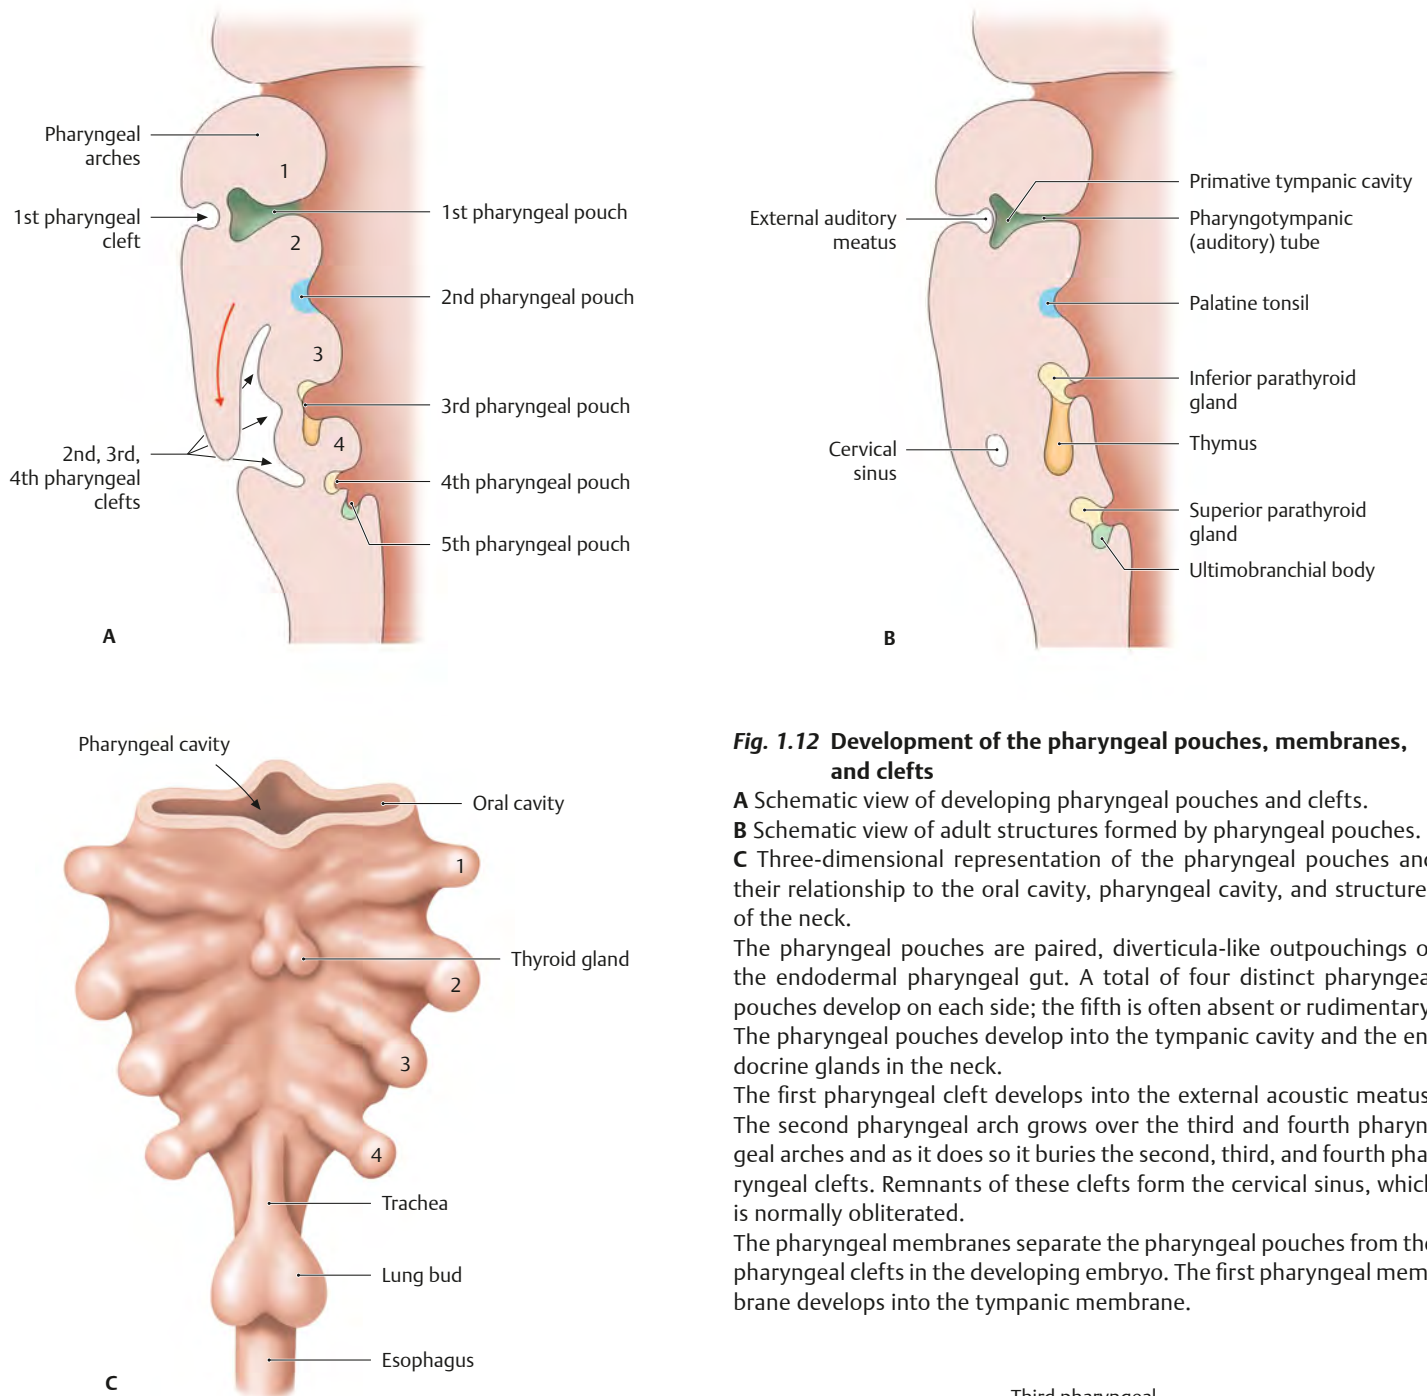 Pharyngeal
arches
1st pharyngeal
cleft
2nd, 3rd,
4th pharyngeal
clefts
1
2
3
4
1st pharyngeal pouch
2nd pharyngeal pouch
3rd pharyngeal pouch
4th pharyngeal pouch
5th pharyngeal pouch
A
External auditory
meatus
Cervical
sinus
Primative tympanic cavity
Pharyngotympanic
(auditory) tube
Palatine tonsil
Inferior parathyroid
gland
Thymus
Superior parathyroid
gland
Ultimobranchial body
B
Pharyngeal cavity
Oral cavity
1
Thyroid gland
2
3
4
Trachea
Lung bud
Esophagus
C
Fig. 1.12 Development of the pharyngeal pouches, membranes,
and clefts
A Schematic view of developing pharyngeal pouches and clefts.
B Schematic view of adult structures formed by pharyngeal pouches.
C Three-dimensional representation of the pharyngeal pouches and
their relationship to the oral cavity, pharyngeal cavity, and structure
of the neck.
The pharyngeal pouches are paired, diverticula-like outpouchings o
the endodermal pharyngeal gut. A total of four distinct pharyngea
pouches develop on each side; the fifth is often absent or rudimentary
The pharyngeal pouches develop into the tympanic cavity and the en
docrine glands in the neck.
The first pharyngeal cleft develops into the external acoustic meatus
The second pharyngeal arch grows over the third and fourth pharyn
geal arches and as it does so it buries the second, third, and fourth pha
ryngeal clefts. Remnants of these clefts form the cervical sinus, which
is normally obliterated.
The pharyngeal membranes separate the pharyngeal pouches from the
pharyngeal clefts in the developing embryo. The first pharyngeal mem
brane develops into the tympanic membrane.
Third pharyngeal